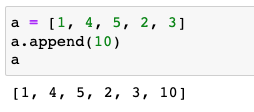 a = [1, 4, 5, 2, 3]
a.append(10)
a
[1, 4, 5, 2, 3, 10]